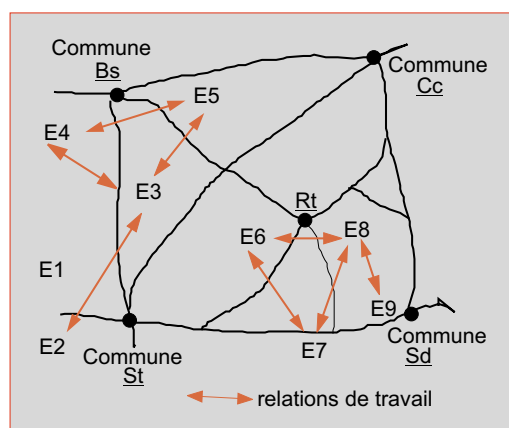 Commune
Bs
Commune
Cc
E5
E4
E3
Rt
E6
E8
E1
E9
E2
Commune
St
E7
Commune
Sd
relations de travail